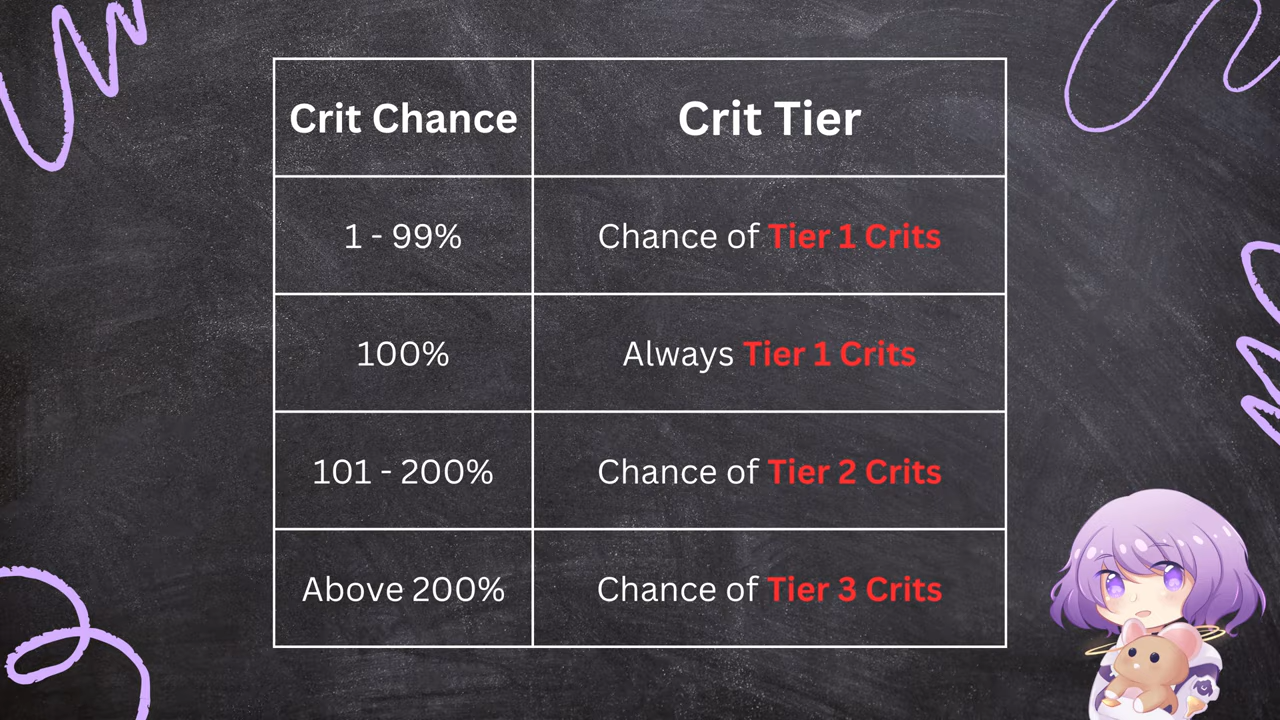 Crit Chance
Crit Tier
1 - 99%
Chance of Tier 1 Crits
100%
Always Tier 1 Crits
101 - 200%
Chance of Tier 2 Crits
Above 200%
Chance of Tier 3 Crits